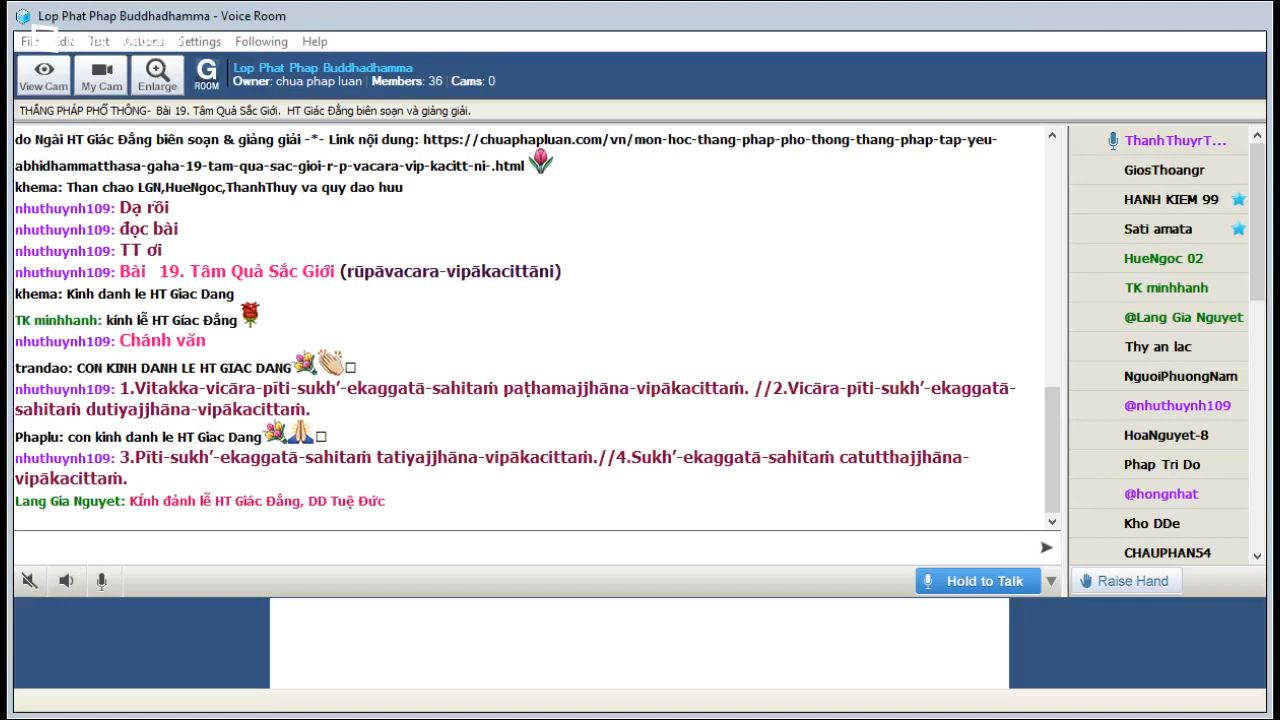 Lop Phat Phap Buddhadhamma - Voice Room
Text Actions Settings Following Help
View Cam
My Cam
Enlarge
G ROOM
Lop Phat Phap Buddhadhamma
Owner: chua phap luan | Members: 36 | Cams: 0
THẮNG PHÁP PHỔ THÔNG- Bài 19. Tâm Quả Sắc Giới. HT Giác Đẳng biên soạn và giảng giải.
do Ngài HT Giác Đẳng biên soạn & giảng giải -*- Link nội dung: https://chuaphapluan.com/vn/mon-hoc-thang-phap-pho-thong-thang-phap-tap-yeu-
abhidhammatthasa-gaha-19-tam-qua-sac-gioi-r-p-vacara-vip-kacitt-ni-.html
khema: Than chao LGN,HueNgoc,ThanhThuy va quy dao huu
nhuthuynh109: Dạ rồi
nhuthuynh109: đọc bài
nhuthuynh109: TT ơi
nhuthuynh109: Bài 19. Tâm Quả Sắc Giới (rūpāvacara-vipākacittāni)
khema: Kinh danh le HT Giac Dang
TK minhhanh: kính lễ HT Gíac Đẳng
nhuthuynh109: Chánh văn
trandao: CON KINH DANH LE HT GIAC DANG
nhuthuynh109: 1.Vitakka-vicāra-pīti-sukh’-ekaggatā-sahitaṁ paṭhamajjhāna-vipākacittaṁ. //2.Vicāra-pīti-sukh’-ekaggatā-
sahitaṁ dutiyajjhāna-vipākacittaṁ.
Phaplu: con kinh danh le HT Giac Dang
nhuthuynh109: 3.Pīti-sukh’-ekaggatā-sahitaṁ tatiyajjhāna-vipākacittaṁ.//4.Sukh’-ekaggatā-sahitaṁ catutthajjhāna-
vipākacittaṁ.
Lang Gia Nguyet: KÍnh đảnh lễ HT Giác Đẳng, DD Tuệ Đức
ThanhThuyrT...
GiosThoangr
HANH KIEM 99
Sati amata
HueNgoc 02
TK minhhanh
@Lang Gia Nguyet
Thy an lac
NguoiPhuongNam
@nhuthuynh109
HoaNguyet-8
Phap Tri Do
@hongnhat
Kho DDe
CHAUPHAN54
Hold to Talk
Raise Hand